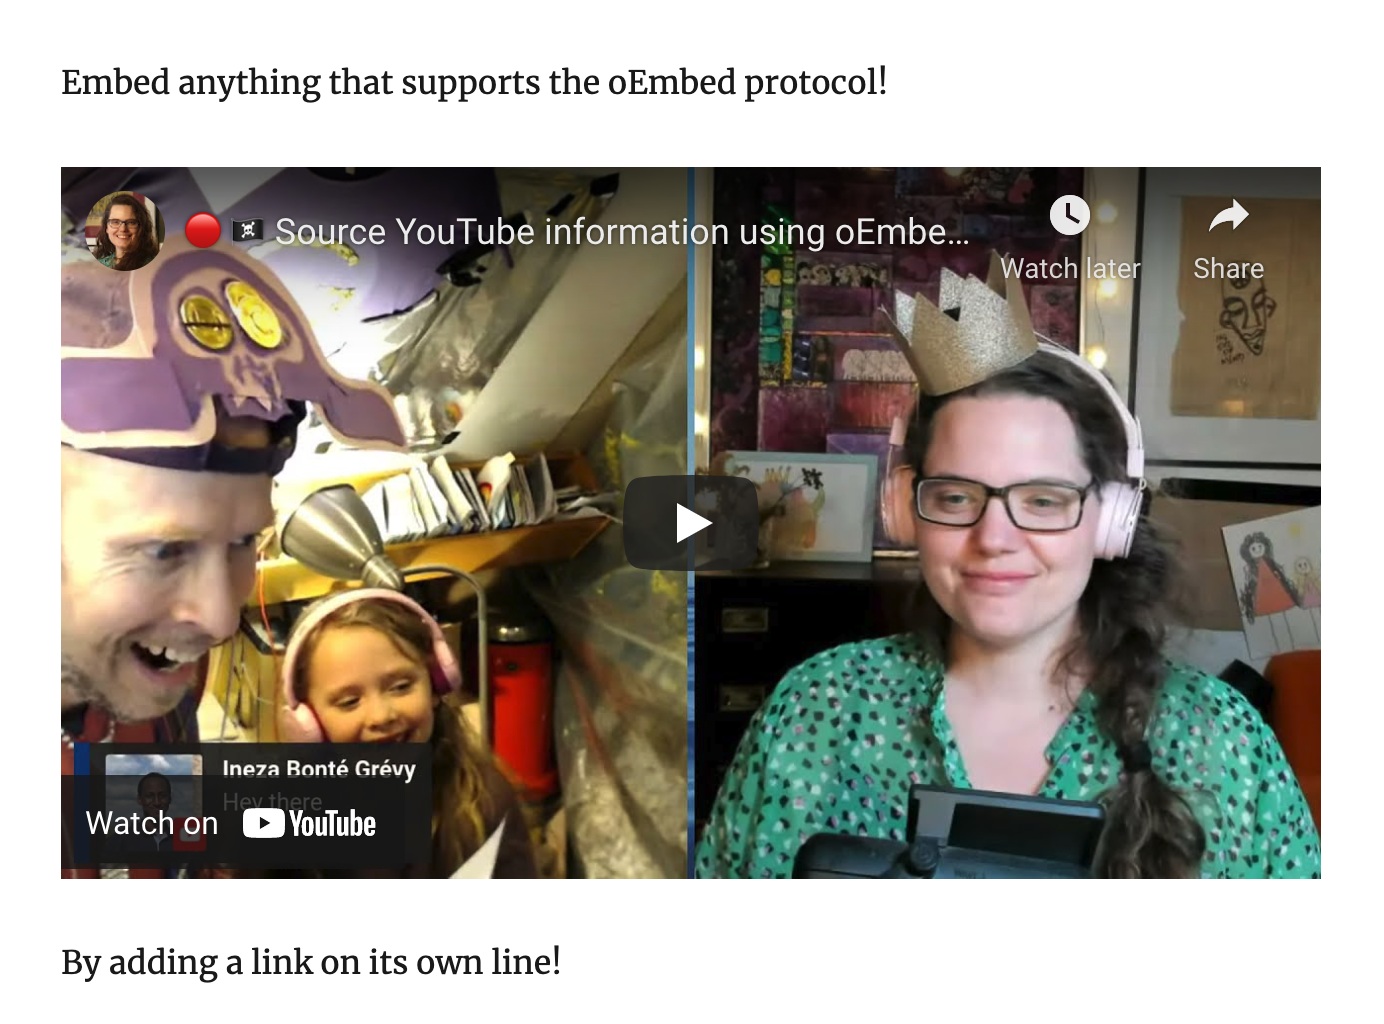 Embed anything that supports the oEmbed protocol!
🔴 🏴‍☠️ Source YouTube information using oEmbe…
Watch later
Share
Ineza Bonté Grévy
Hey there
Watch on YouTube
By adding a link on its own line!